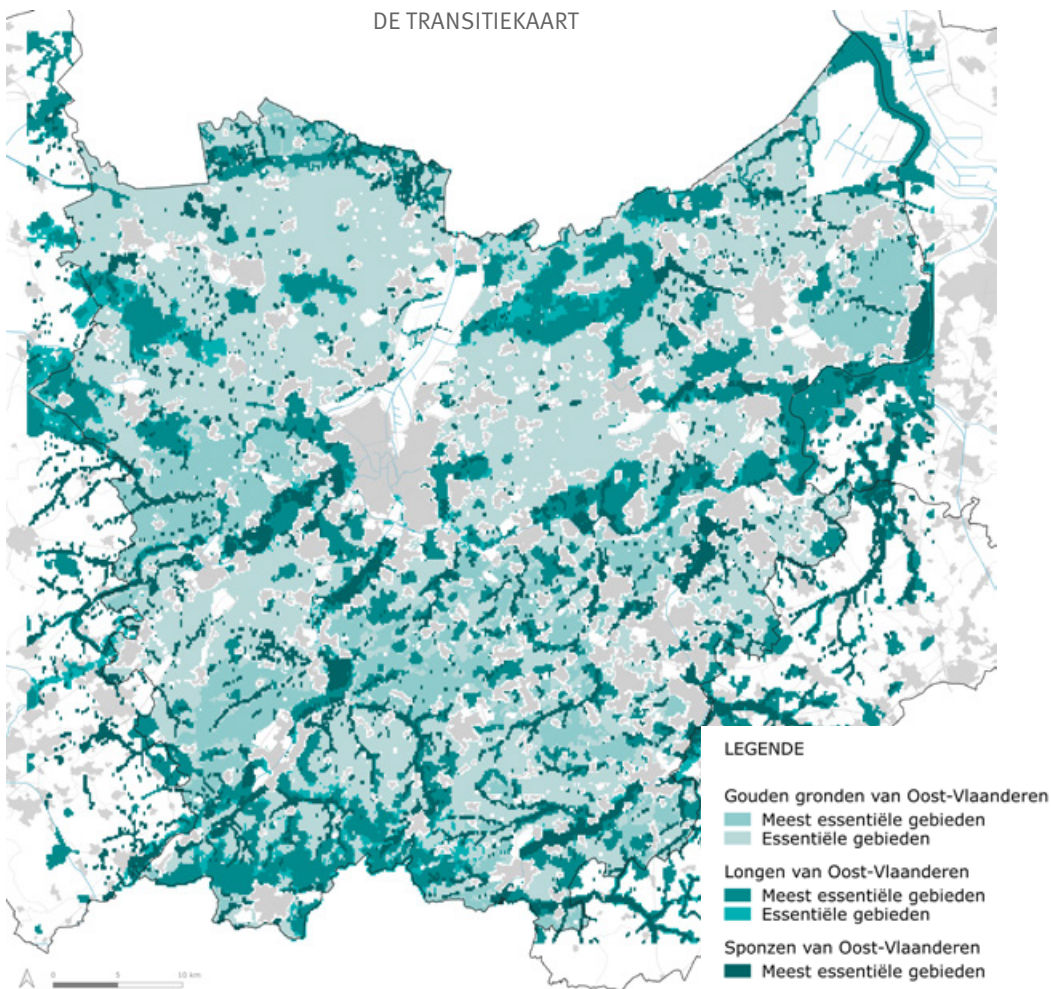 DE TRANSITIEKAART
LEGENDE
Gouden gronden van Oost-Vlaanderen
Meest essentiële gebieden
Essentiële gebieden
Longen van Oost-Vlaanderen
Meest essentiële gebieden
Essentiële gebieden
Sponzen van Oost-Vlaanderen
Meest essentiële gebieden
0 5 10 km